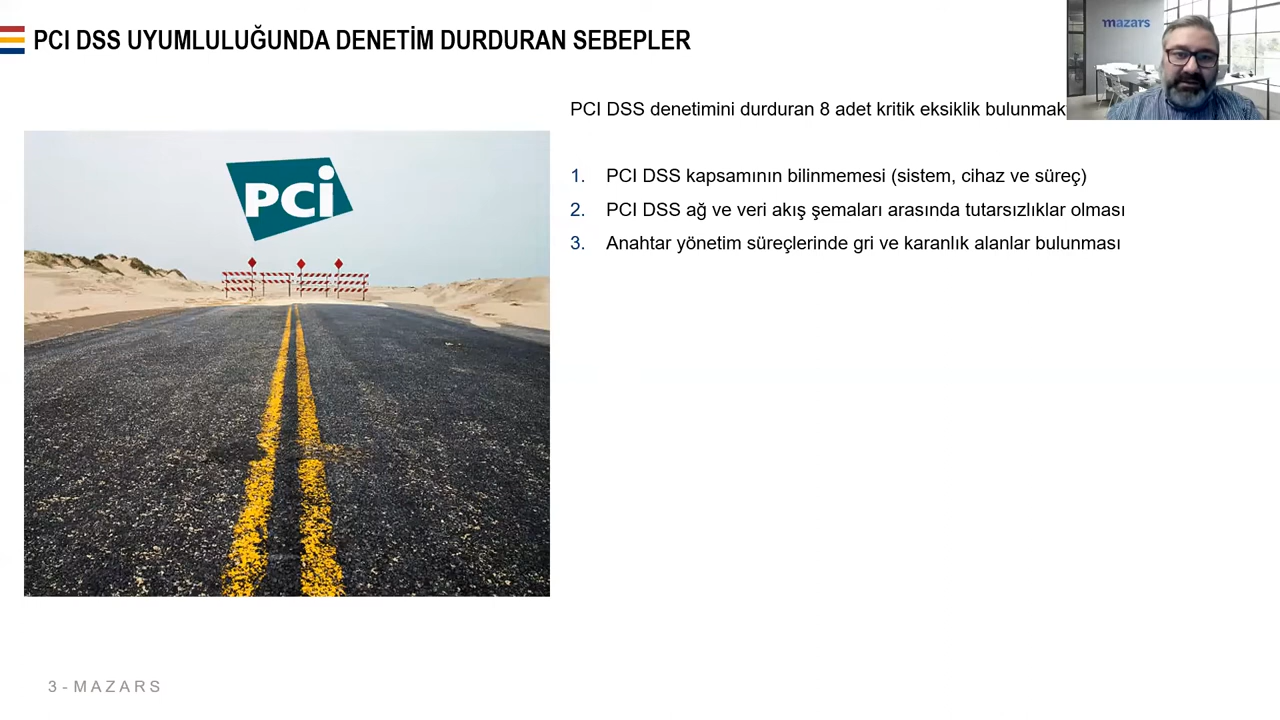 PCI DSS UYUMLULUĞUNDA DENETİM DURDURAN SEBEPLER
mazars
PCI DSS denetimini durduran 8 adet kritik eksiklik bulunmak
PCI
1. PCI DSS kapsamının bilinmemesi (sistem, cihaz ve süreç)
2. PCI DSS ağ ve veri akış şemaları arasında tutarsızlıklar olması
3. Anahtar yönetim süreçlerinde gri ve karanlık alanlar bulunması
3 - MAZARS